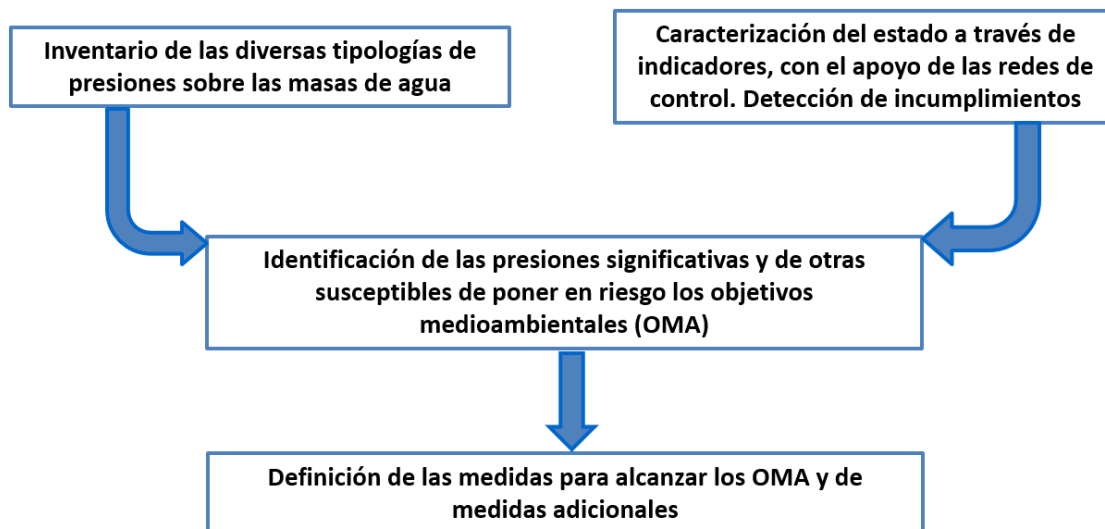 Inventario de las diversas tipologías de
presiones sobre las masas de agua
Caracterización del estado a través de
indicadores, con el apoyo de las redes de
control. Detección de incumplimientos
Identificación de las presiones significativas y de otras
susceptibles de poner en riesgo los objetivos
medioambientales (OMA)
Definición de las medidas para alcanzar los OMA y de
medidas adicionales